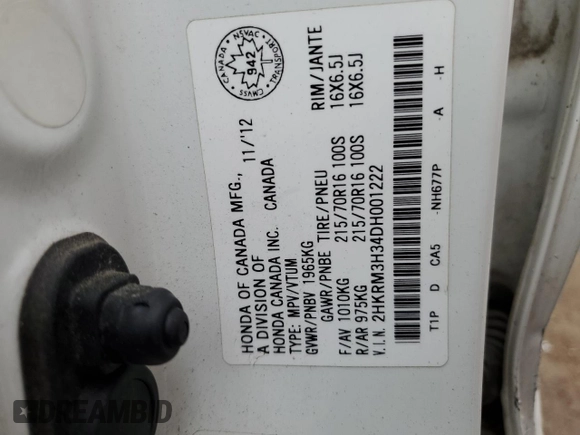 HONDA OF CANADA MFG., 11/'12
A DIVISION OF
HONDA CANADA INC. CANADA
TYPE: MPV/VTUM
GVWR/PNBV 1965KG
GAWR/PNBE TIRE/PNEU RIM/JANTE
F/AV 1010KG 215/70R16 100S 16X6.5J
R/AR 975KG 215/70R16 100S 16X6.5J
V.I.N. 2HKRM3H34DH001222
T1P D CA5 -NH677P -A -H
CANADA
NSVAC
942
CMVSS
TRANSPORT
DREAMBID